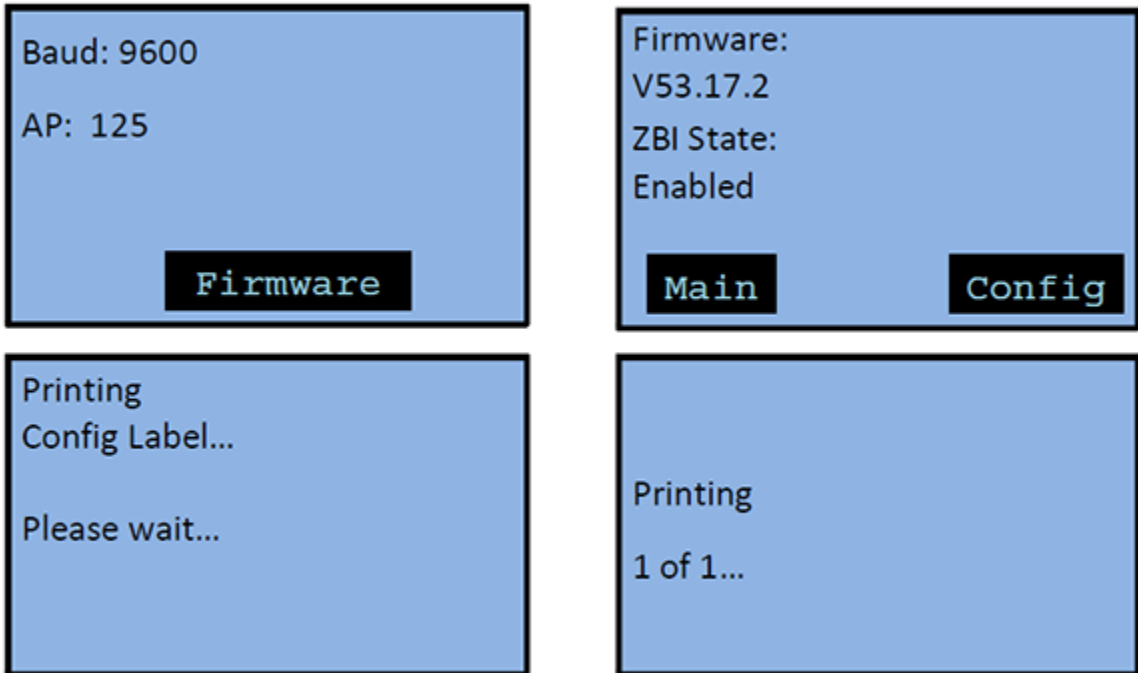 Baud: 9600
AP: 125
Firmware
Firmware:
V53.17.2
ZBI State:
Enabled
Main
Config
Printing
Config Label...
Please wait...
Printing
1 of 1...